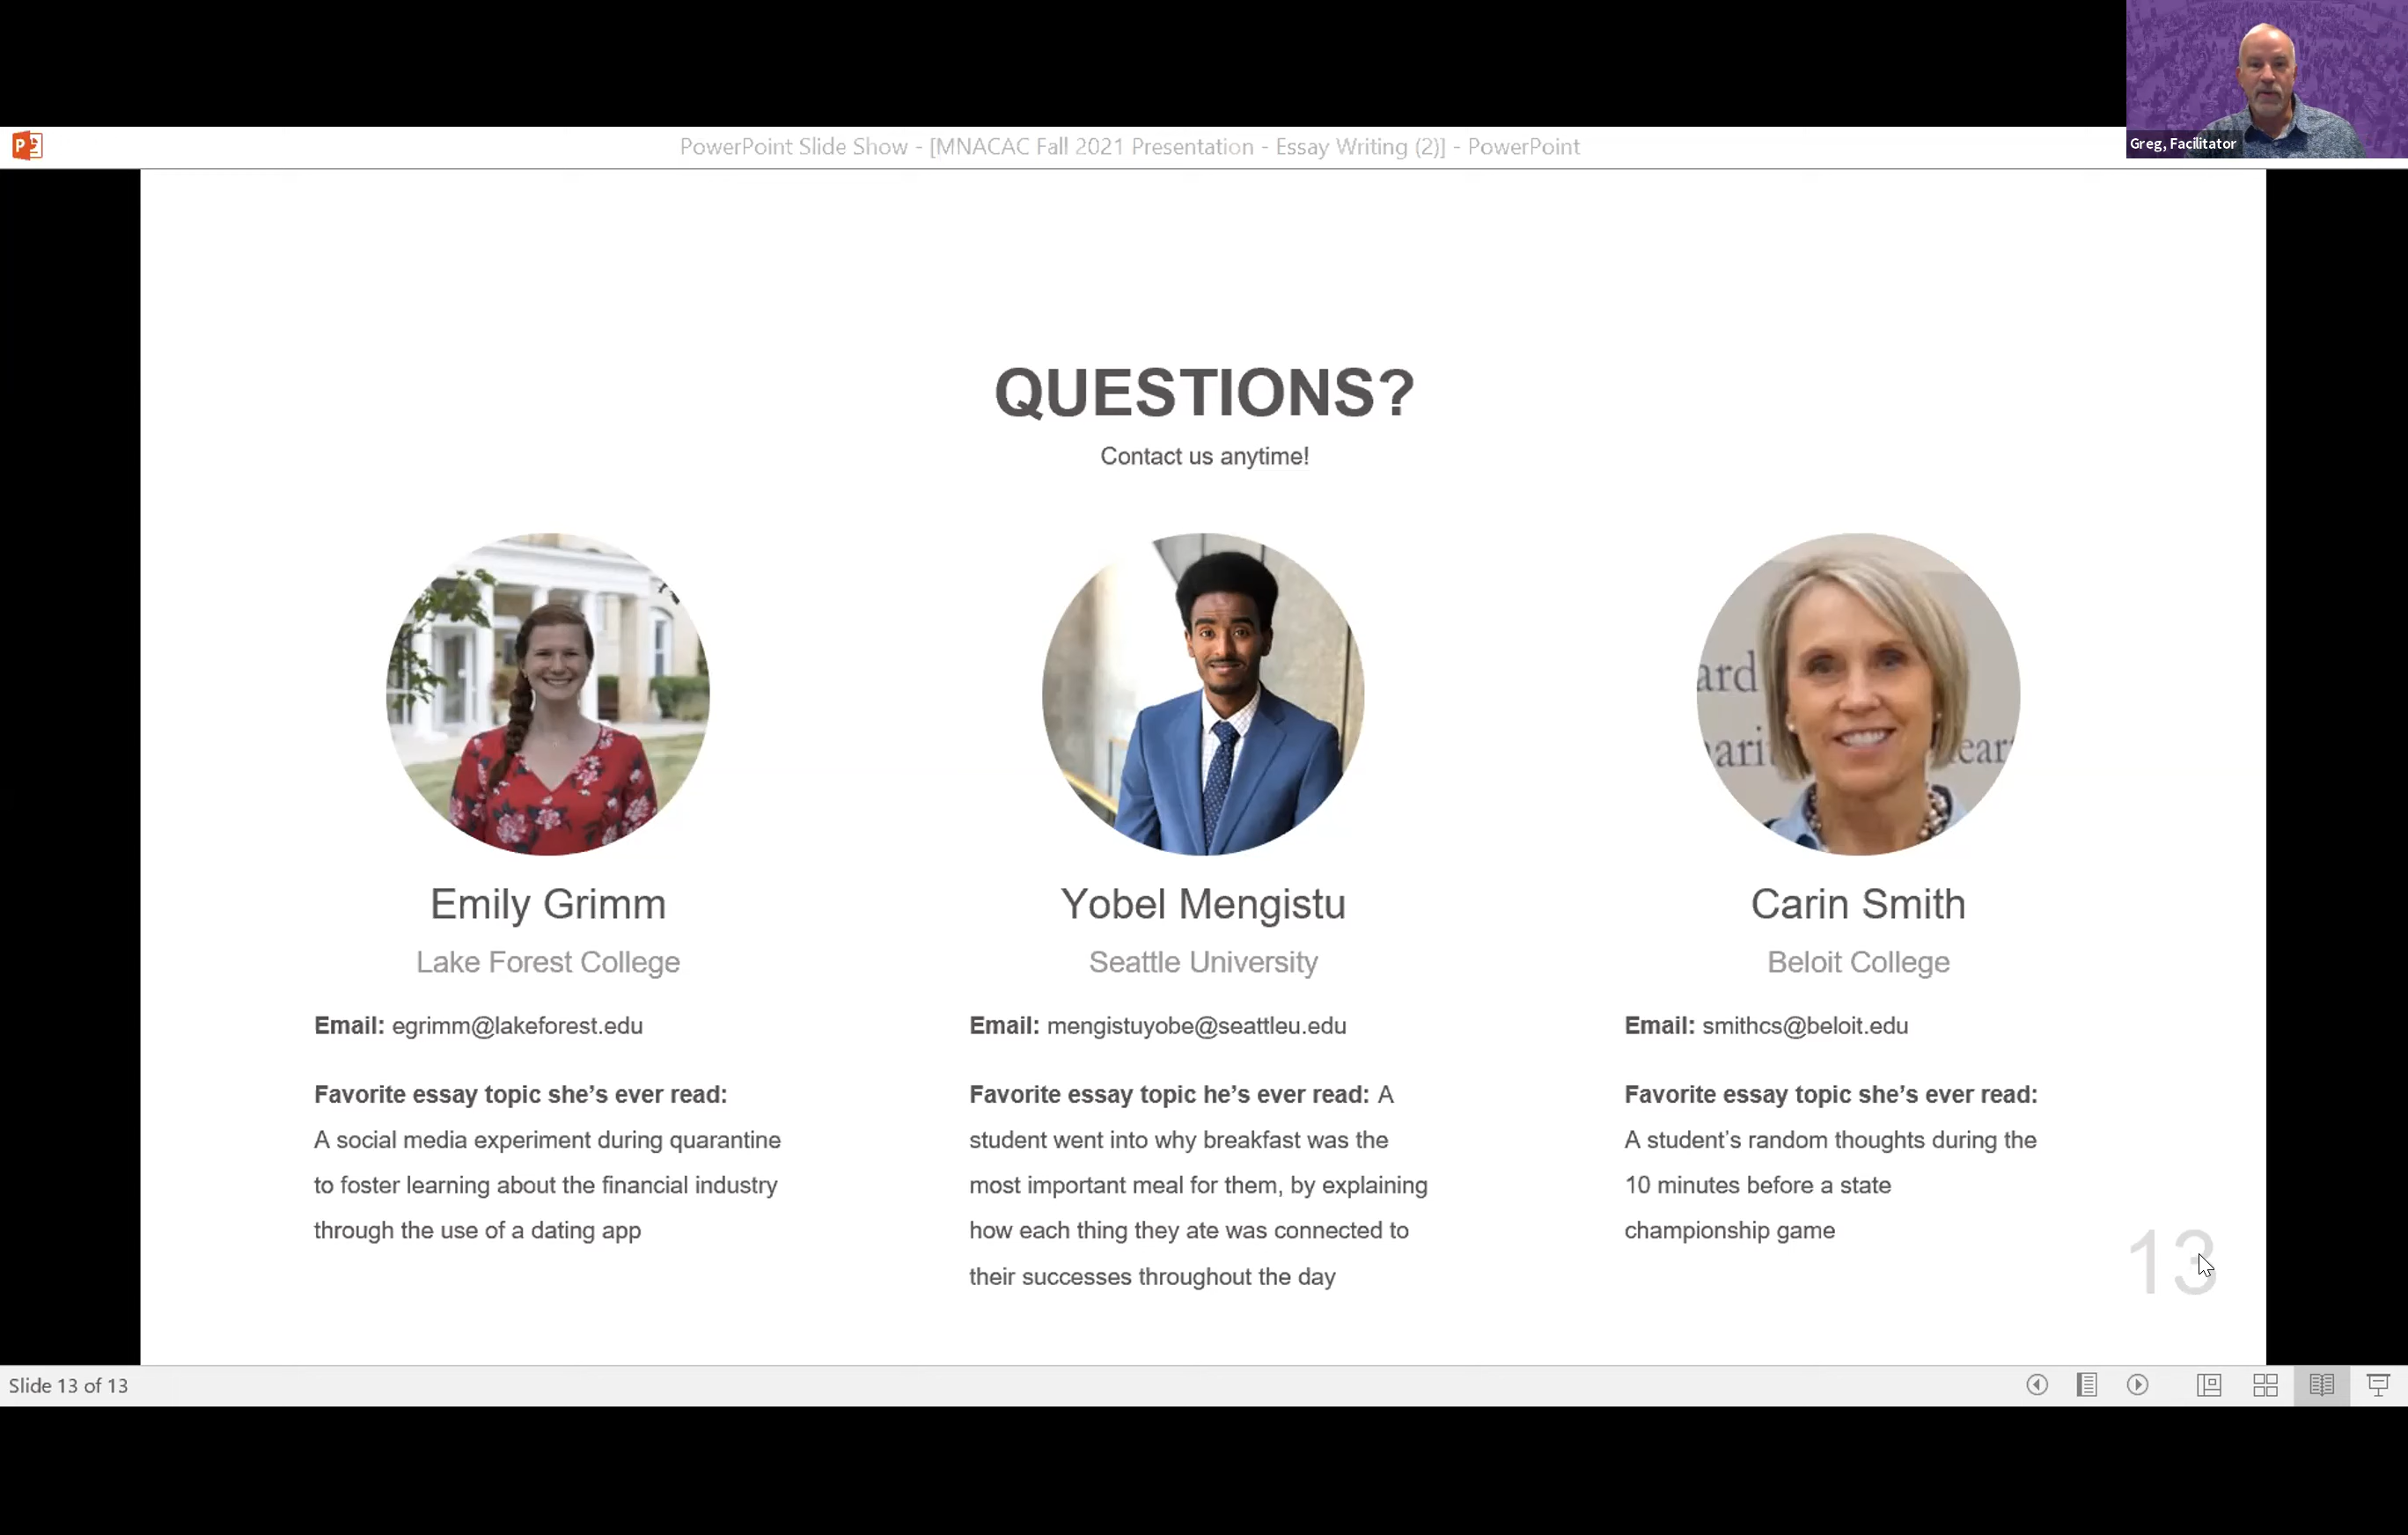 PowerPoint Slide Show - [MNACAC Fall 2021 Presentation - Essay Writing (2)] - PowerPoint
Greg, Facilitator
QUESTIONS?
Contact us anytime!
ard
arit
ear
Emily Grimm
Lake Forest College
Email: egrimm@lakeforest.edu
Favorite essay topic she's ever read:
A social media experiment during quarantine
to foster learning about the financial industry
through the use of a dating app
Yobel Mengistu
Seattle University
Email: mengistuyobe@seattleu.edu
Favorite essay topic he's ever read: A
student went into why breakfast was the
most important meal for them, by explaining
how each thing they ate was connected to
their successes throughout the day
Carin Smith
Beloit College
Email: smithcs@beloit.edu
Favorite essay topic she's ever read:
A student's random thoughts during the
10 minutes before a state
championship game
13
Slide 13 of 13